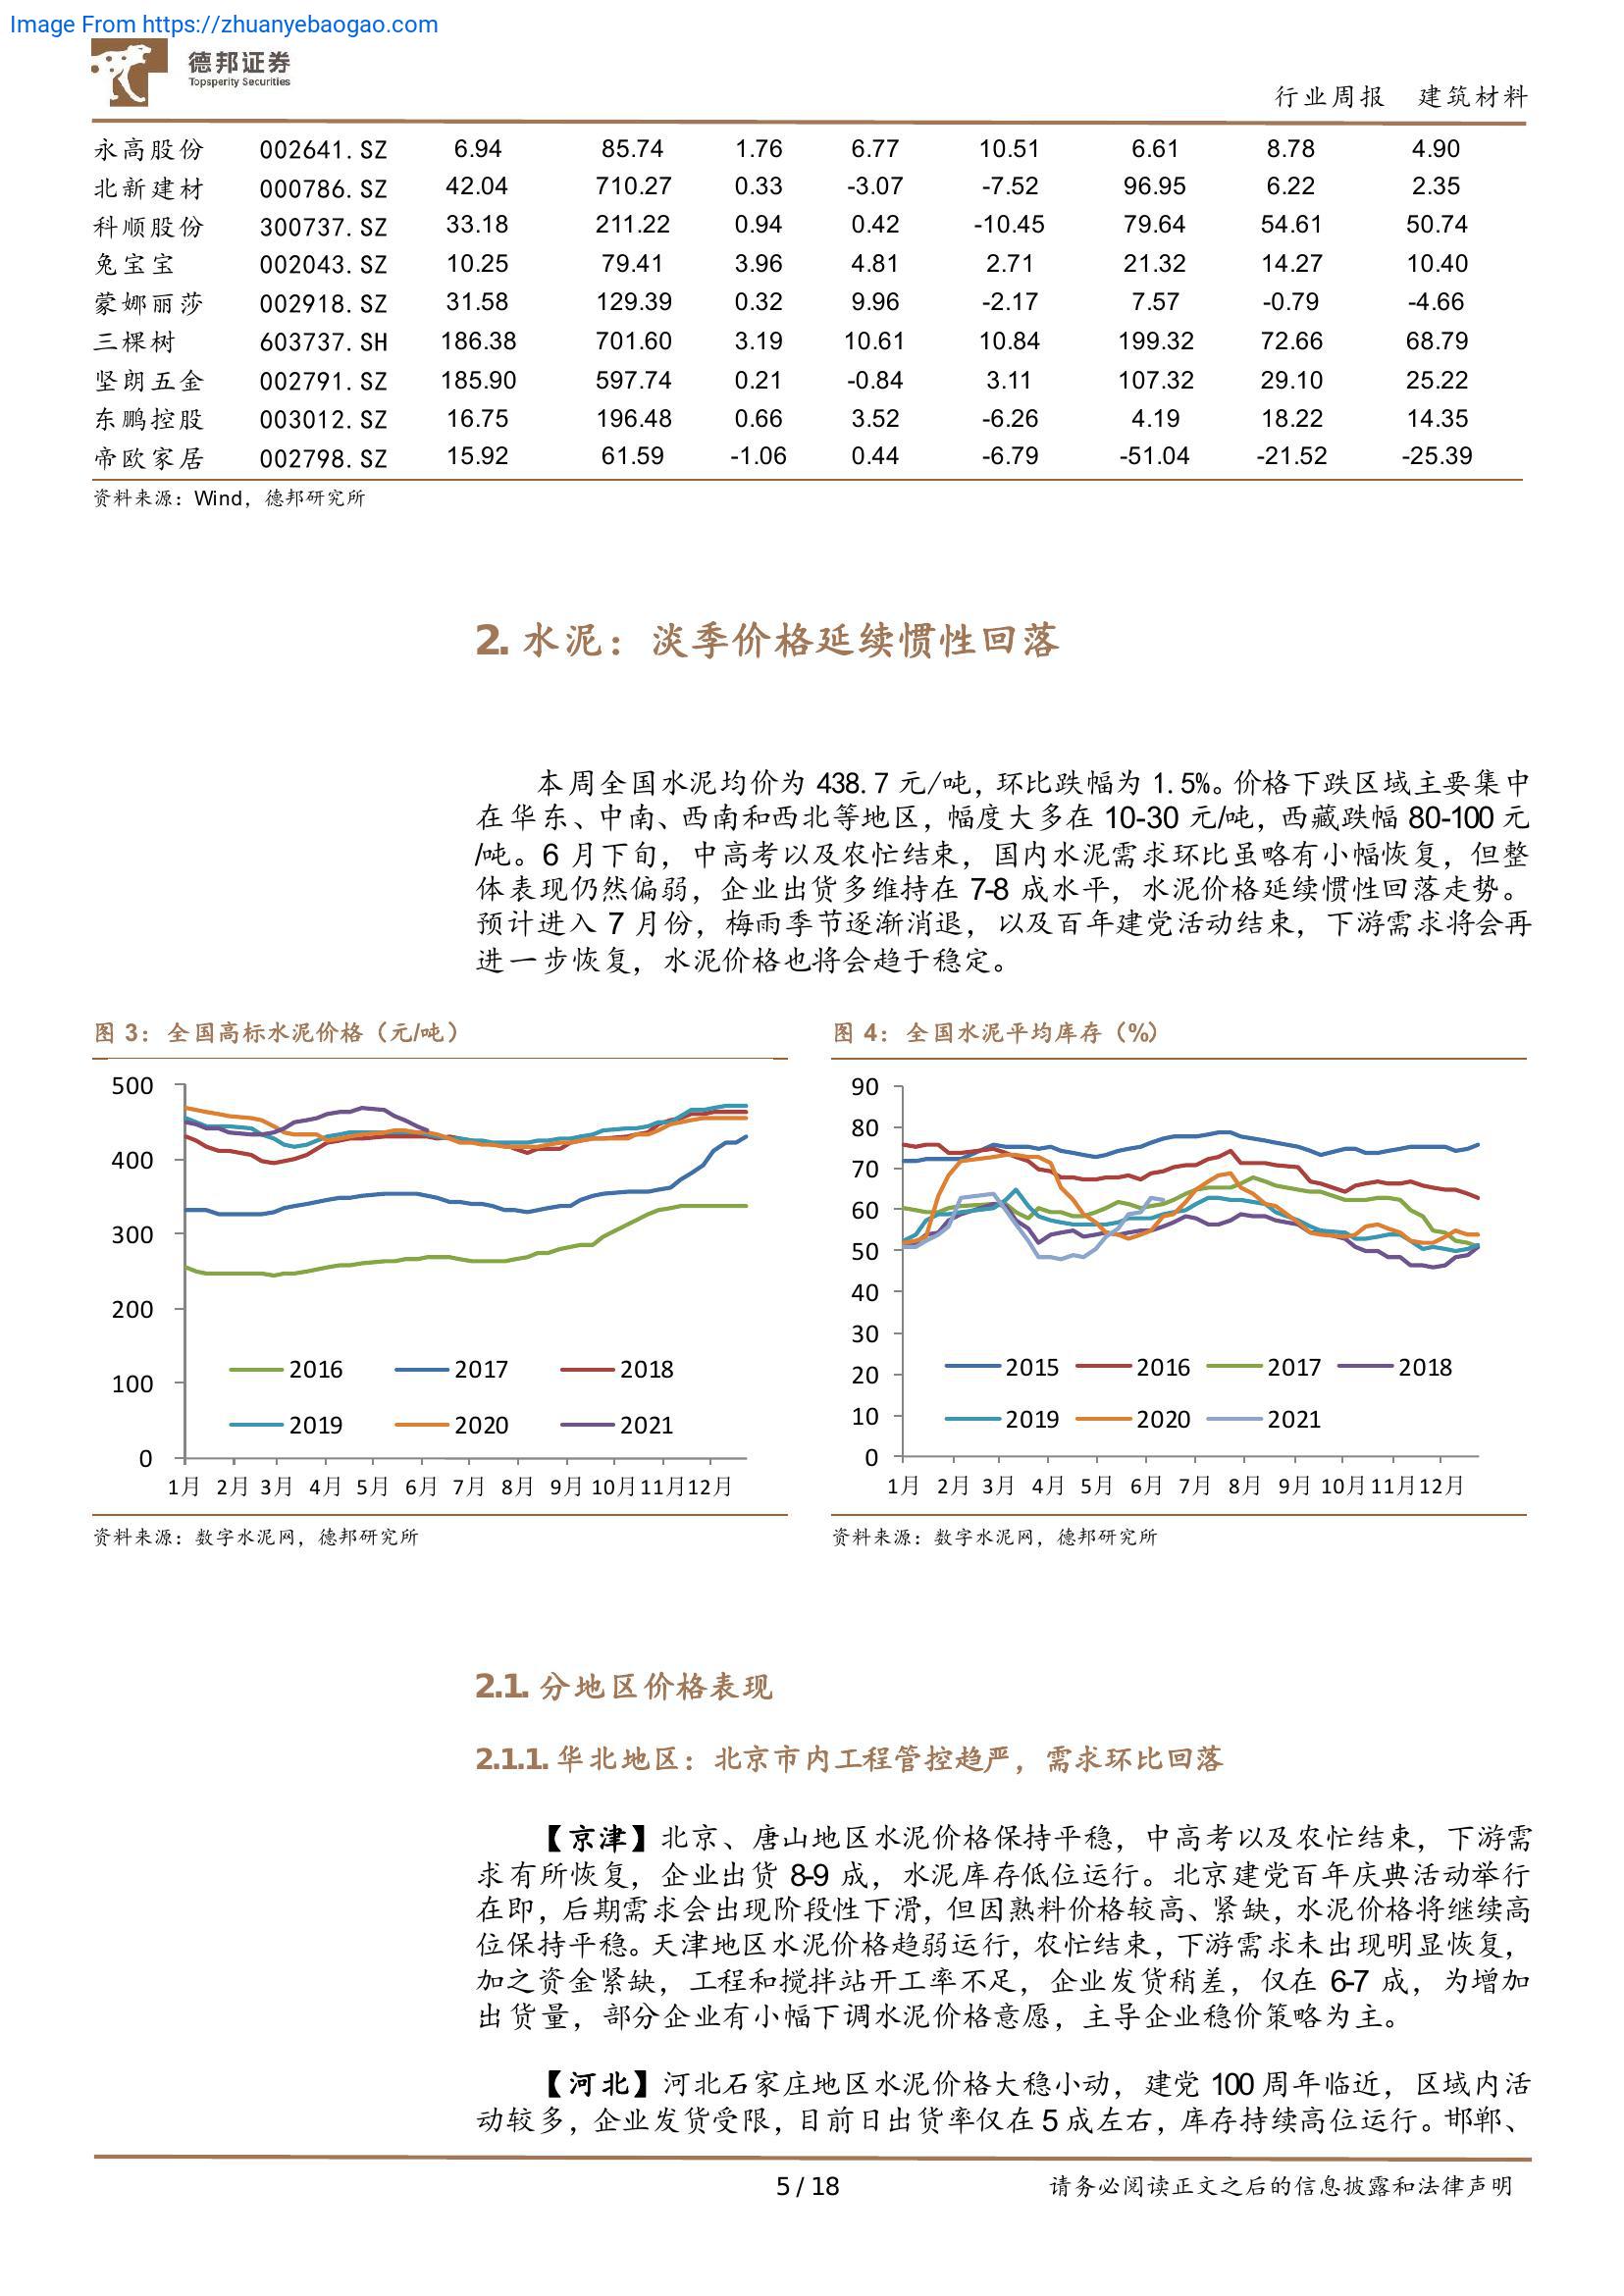 Image From https://zhuanyebaogao.com
德邦证券
Topsperity Securities
行业周报 建筑材料
永高股份 002641.SZ 6.94 85.74 1.76 6.77 10.51 6.61 8.78 4.90
北新建材 000786.SZ 42.04 710.27 0.33 -3.07 -7.52 96.95 6.22 2.35
科顺股份 300737.SZ 33.18 211.22 0.94 0.42 -10.45 79.64 54.61 50.74
兔宝宝 002043.SZ 10.25 79.41 3.96 4.81 2.71 21.32 14.27 10.40
蒙娜丽莎 002918.SZ 31.58 129.39 0.32 9.96 -2.17 7.57 -0.79 -4.66
三棵树 603737.SH 186.38 701.60 3.19 10.61 10.84 199.32 72.66 68.79
坚朗五金 002791.SZ 185.90 597.74 0.21 -0.84 3.11 107.32 29.10 25.22
东鹏控股 003012.SZ 16.75 196.48 0.66 3.52 -6.26 4.19 18.22 14.35
帝欧家居 002798.SZ 15.92 61.59 -1.06 0.44 -6.79 -51.04 -21.52 -25.39
资料来源：Wind，德邦研究所
2. 水泥：淡季价格延续惯性回落
本周全国水泥均价为 438.7 元/吨，环比跌幅为 1.5%。价格下跌区域主要集中
在华东、中南、西南和西北等地区，幅度大多在 10-30 元/吨，西藏跌幅 80-100 元
/吨。6 月下旬，中高考以及农忙结束，国内水泥需求环比虽略有小幅恢复，但整
体表现仍然偏弱，企业出货多维持在 7-8 成水平，水泥价格延续惯性回落走势。
预计进入 7 月份，梅雨季节逐渐消退，以及百年建党活动结束，下游需求将会再
进一步恢复，水泥价格也将会趋于稳定。
图 3：全国高标水泥价格（元/吨）
500
400
300
200
100
0
2016 2017 2018
2019 2020 2021
1月 2月 3月 4月 5月 6月 7月 8月 9月 10月 11月 12月
资料来源：数字水泥网，德邦研究所
图 4：全国水泥平均库存（%）
90
80
70
60
50
40
30
20
10
0
2015 2016 2017 2018
2019 2020 2021
1月 2月 3月 4月 5月 6月 7月 8月 9月 10月 11月 12月
资料来源：数字水泥网，德邦研究所
2.1. 分地区价格表现
2.1.1. 华北地区：北京市内工程管控趋严，需求环比回落
【京津】北京、唐山地区水泥价格保持平稳，中高考以及农忙结束，下游需
求有所恢复，企业出货 8-9 成，水泥库存低位运行。北京建党百年庆典活动举行
在即，后期需求会出现阶段性下滑，但因熟料价格较高、紧缺，水泥价格将继续高
位保持平稳。天津地区水泥价格趋弱运行，农忙结束，下游需求未出现明显恢复，
加之资金紧缺，工程和搅拌站开工率不足，企业发货稍差，仅在 6-7 成，为增加
出货量，部分企业有小幅下调水泥价格意愿，主导企业稳价策略为主。
【河北】河北石家庄地区水泥价格大稳小动，建党 100 周年临近，区域内活
动较多，企业发货受限，目前日出货率仅在 5 成左右，库存持续高位运行。邯郸、
5 / 18
请务必阅读正文之后的信息披露和法律声明